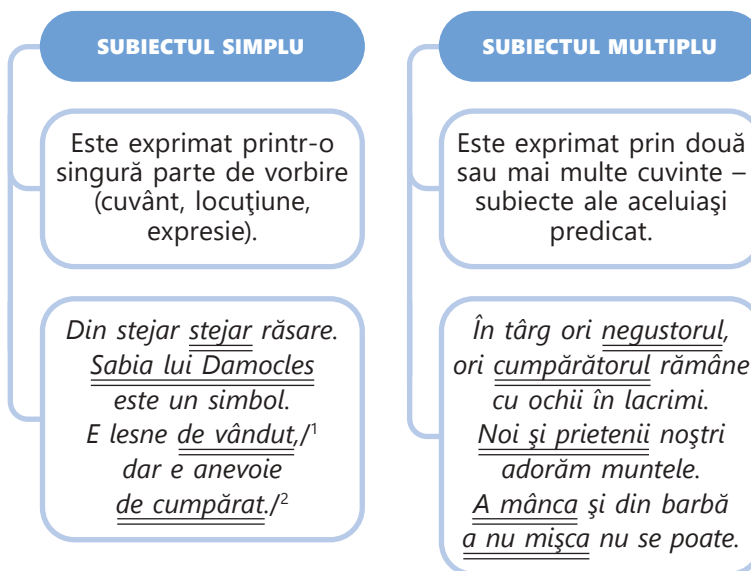 SUBIECTUL SIMPLU
Este exprimat printr-o
singură parte de vorbire
(cuvânt, locuţiune,
expresie).
Din stejar stejar răsare.
Sabia lui Damocles
este un simbol.
E lesne de vândut,/¹
dar e anevoie
de cumpărat./²
SUBIECTUL MULTIPLU
Este exprimat prin două
sau mai multe cuvinte –
subiecte ale aceluiaşi
predicat.
În târg ori negustorul,
ori cumpărătorul rămâne
cu ochii în lacrimi.
Noi şi prietenii noştri
adorăm muntele.
A mânca şi din barbă
a nu mişca nu se poate.